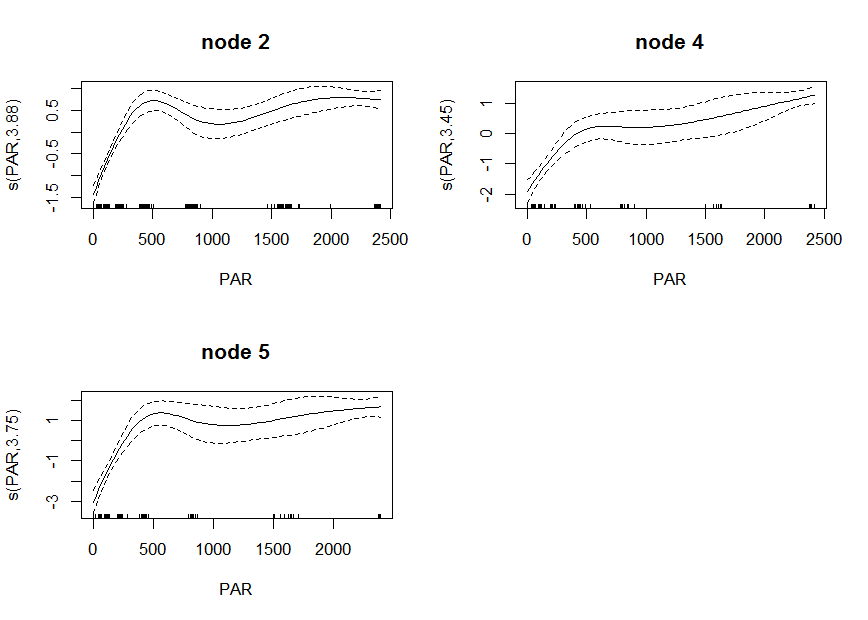 node 2
s(PAR,3.88)
0.5
-0.5
-1.5
0 500 1000 1500 2000 2500
PAR
node 4
s(PAR,3.45)
1
0
-1
-2
0 500 1000 1500 2000 2500
PAR
node 5
s(PAR,3.75)
1
-1
-3
0 500 1000 1500 2000
PAR